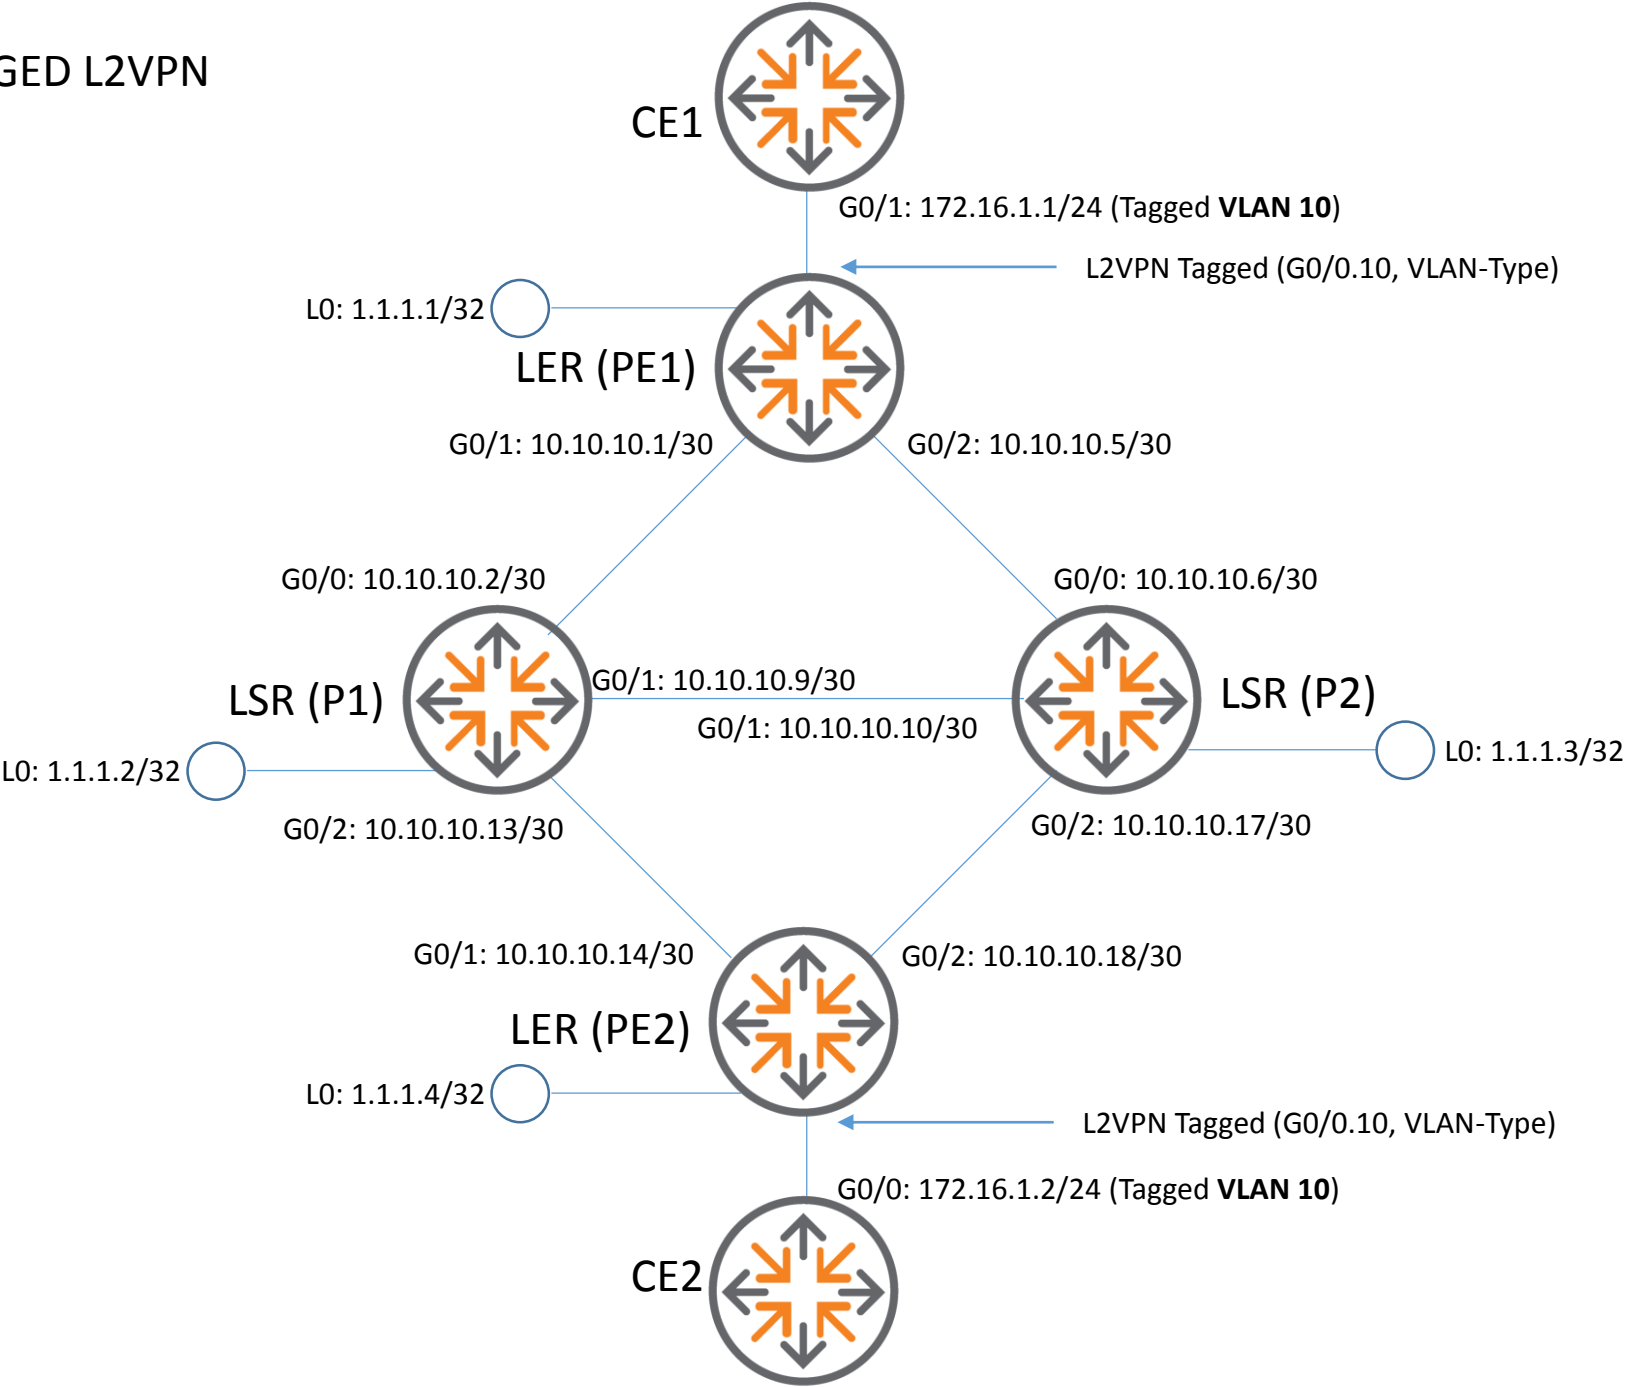 GED L2VPN
CE1
G0/1: 172.16.1.1/24 (Tagged VLAN 10)
L2VPN Tagged (G0/0.10, VLAN-Type)
L0: 1.1.1.1/32
LER (PE1)
G0/1: 10.10.10.1/30
G0/2: 10.10.10.5/30
G0/0: 10.10.10.2/30
G0/0: 10.10.10.6/30
G0/1: 10.10.10.9/30
LSR (P1)
LSR (P2)
G0/1: 10.10.10.10/30
L0: 1.1.1.2/32
L0: 1.1.1.3/32
G0/2: 10.10.10.13/30
G0/2: 10.10.10.17/30
G0/1: 10.10.10.14/30
G0/2: 10.10.10.18/30
LER (PE2)
L0: 1.1.1.4/32
L2VPN Tagged (G0/0.10, VLAN-Type)
G0/0: 172.16.1.2/24 (Tagged VLAN 10)
CE2